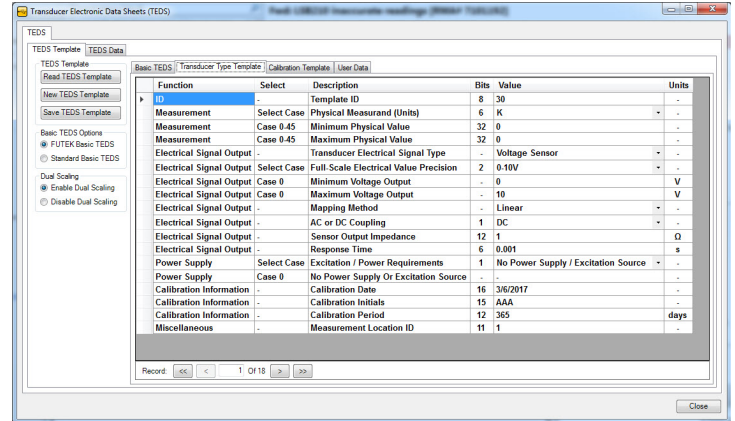 Transducer Electronic Data Sheets (TEDS)
TEDS
TEDS Template TEDS Data
TEDS Template
Read TEDS Template
New TEDS Template
Save TEDS Template
Basic TEDS Options
FUTEK Basic TEDS
Standard Basic TEDS
Dual Scaling
Enable Dual Scaling
Disable Dual Scaling
Basic TEDS Transducer Type Template Calibration Template User Data
Function Select Description Bits Value Units
ID - Template ID 8 30 -
Measurement Select Case Physical Measurand (Units) 6 K -
Measurement Case 0-45 Minimum Physical Value 32 0 -
Measurement Case 0-45 Maximum Physical Value 32 0 -
Electrical Signal Output - Transducer Electrical Signal Type - Voltage Sensor -
Electrical Signal Output Select Case Full-Scale Electrical Value Precision 2 0-10V -
Electrical Signal Output Case 0 Minimum Voltage Output - 0 V
Electrical Signal Output Case 0 Maximum Voltage Output - 10 V
Electrical Signal Output - Mapping Method - Linear -
Electrical Signal Output - AC or DC Coupling 1 DC -
Electrical Signal Output - Sensor Output Impedance 12 1 Ω
Electrical Signal Output - Response Time 6 0.001 s
Power Supply Select Case Excitation / Power Requirements 1 No Power Supply / Excitation Source -
Power Supply Case 0 No Power Supply Or Excitation Source - - -
Calibration Information - Calibration Date 16 3/6/2017 -
Calibration Information - Calibration Initials 15 AAA -
Calibration Information - Calibration Period 12 365 days
Miscellaneous - Measurement Location ID 11 1 -
Record: << < 1 Of 18 > >>
Close